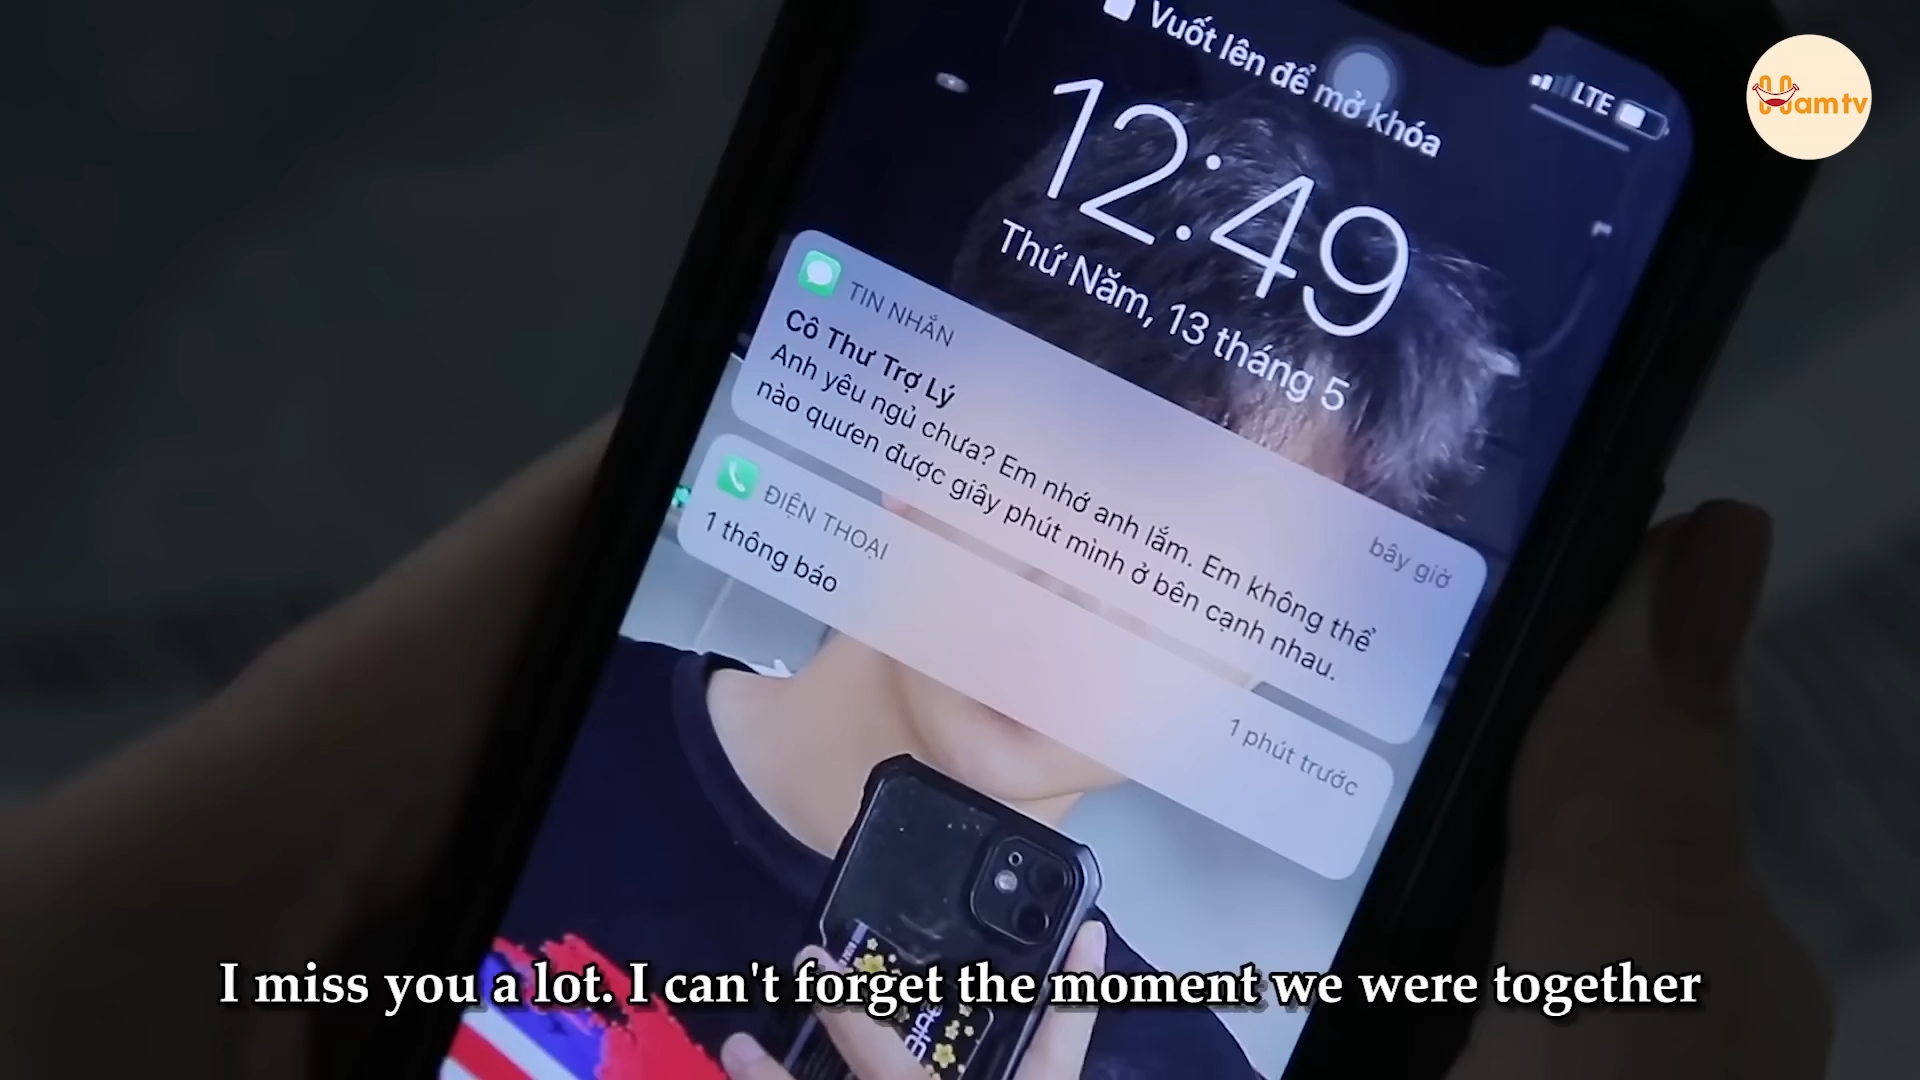 Vuốt lên để mở khóa
LTE
Hamtv
12:49
Thứ Năm, 13 tháng 5
TIN NHẮN
bây giờ
Cô Thư Trợ Lý
Anh yêu ngủ chưa? Em nhớ anh lắm. Em không thể
nào quưen được giây phút mình ở bên cạnh nhau.
ĐIỆN THOẠI
1 phút trước
1 thông báo
I miss you a lot. I can't forget the moment we were together